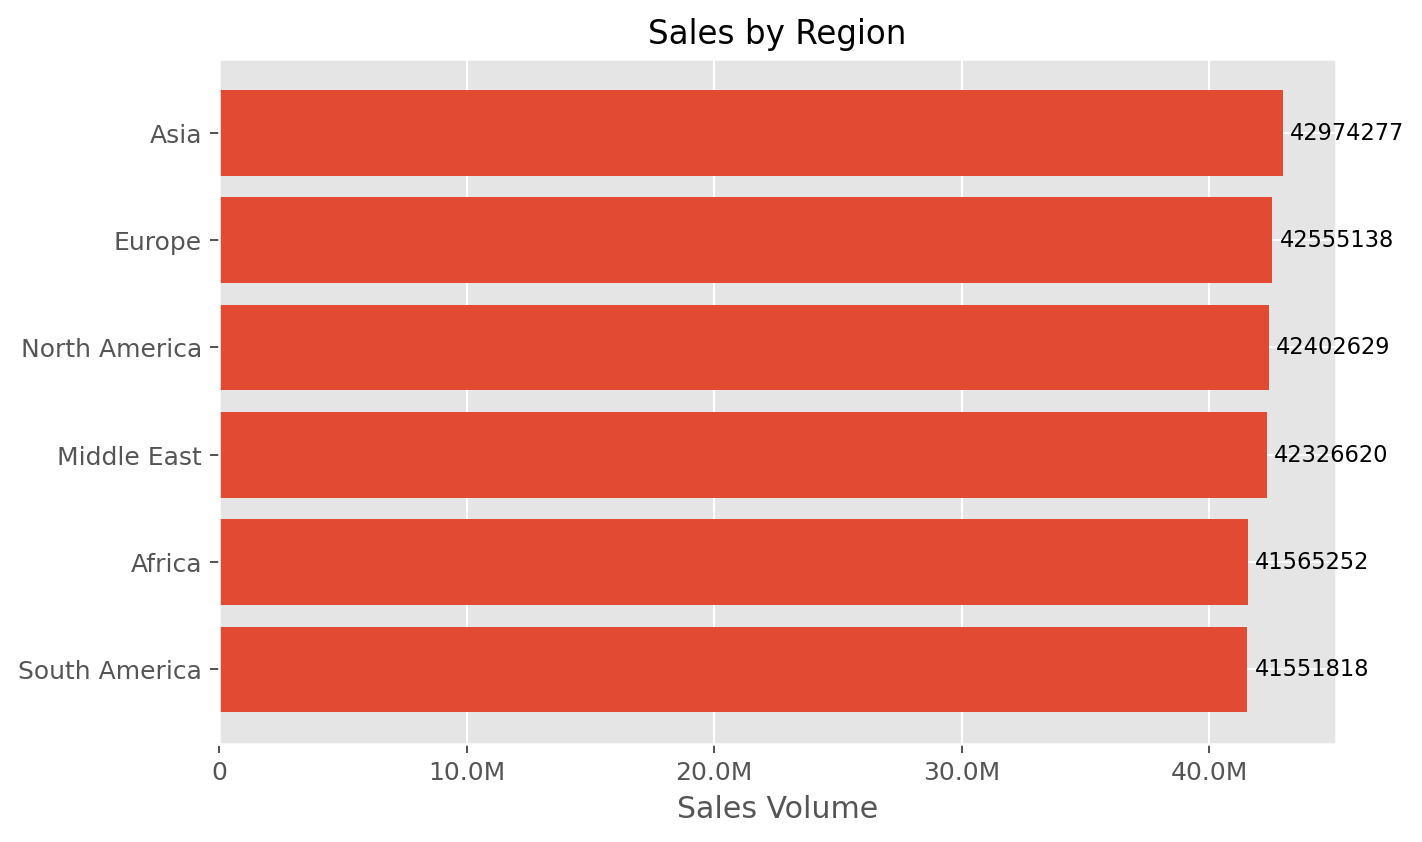 Sales by Region
Asia 42974277
Europe 42555138
North America 42402629
Middle East 42326620
Africa 41565252
South America 41551818
0 10.0M 20.0M 30.0M 40.0M
Sales Volume